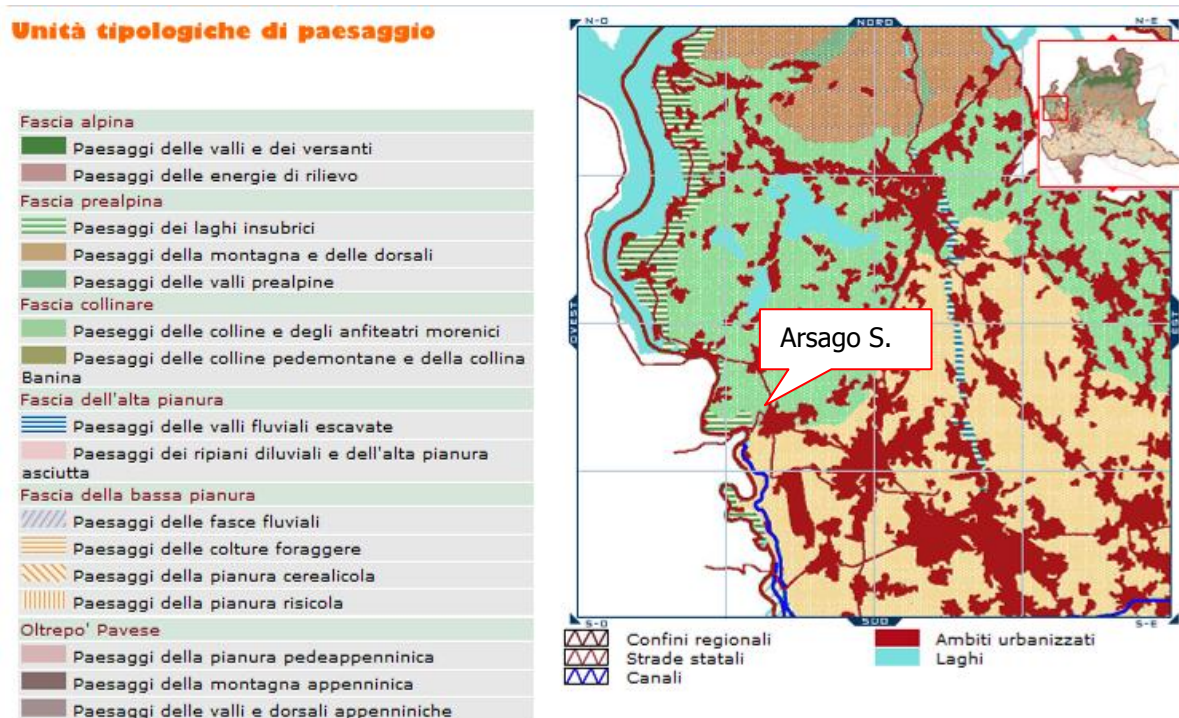 Unità tipologiche di paesaggio
Fascia alpina
Paesaggi delle valli e dei versanti
Paesaggi delle energie di rilievo
Fascia prealpina
Paesaggi dei laghi insubrici
Paesaggi della montagna e delle dorsali
Paesaggi delle valli prealpine
Fascia collinare
Paeseggi delle colline e degli anfiteatri morenici
Paesaggi delle colline pedemontane e della collina
Banina
Fascia dell'alta pianura
Paesaggi delle valli fluviali escavate
Paesaggi dei ripiani diluviali e dell'alta pianura
asciutta
Fascia della bassa pianura
Paesaggi delle fasce fluviali
Paesaggi delle colture foraggere
Paesaggi della pianura cerealicola
Paesaggi della pianura risicola
Oltrepo' Pavese
Paesaggi della pianura pedeappenninica
Paesaggi della montagna appenninica
Paesaggi delle valli e dorsali appenniniche
N-O
NORD
N-E
OVEST
Arsago S.
EST
S-O
SUD
S-E
Confini regionali
Strade statali
Canali
Ambiti urbanizzati
Laghi